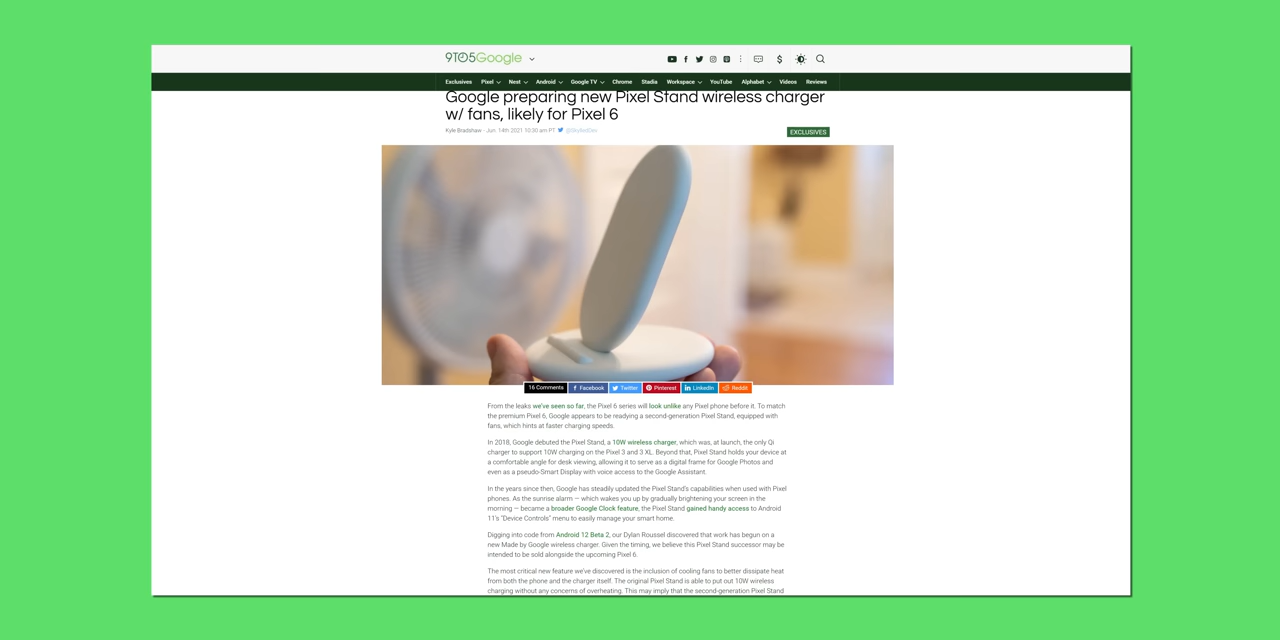 9TO5Google
Exclusives Pixel Nest Android Google TV Chrome Stadia Workspace YouTube Alphabet Videos Reviews
Google preparing new Pixel Stand wireless charger
w/ fans, likely for Pixel 6
Kyle Bradshaw - Jun. 14th 2021 10:30 am PT @SkylledDev
EXCLUSIVES
16 Comments Facebook Twitter Pinterest LinkedIn Reddit
From the leaks we've seen so far, the Pixel 6 series will look unlike any Pixel phone before it. To match
the premium Pixel 6, Google appears to be readying a second-generation Pixel Stand, equipped with
fans, which hints at faster charging speeds.
In 2018, Google debuted the Pixel Stand, a 10W wireless charger, which was, at launch, the only Qi
charger to support 10W charging on the Pixel 3 and 3 XL. Beyond that, Pixel Stand holds your device at
a comfortable angle for desk viewing, allowing it to serve as a digital frame for Google Photos and
even as a pseudo-Smart Display with voice access to the Google Assistant.
In the years since then, Google has steadily updated the Pixel Stand's capabilities when used with Pixel
phones. As the sunrise alarm — which wakes you up by gradually brightening your screen in the
morning — became a broader Google Clock feature, the Pixel Stand gained handy access to Android
11's "Device Controls" menu to easily manage your smart home.
Digging into code from Android 12 Beta 2, our Dylan Roussel discovered that work has begun on a
new Made by Google wireless charger. Given the timing, we believe this Pixel Stand successor may be
intended to be sold alongside the upcoming Pixel 6.
The most critical new feature we've discovered is the inclusion of cooling fans to better dissipate heat
from both the phone and the charger itself. The original Pixel Stand is able to put out 10W wireless
charging without any concerns of overheating. This may imply that the second-generation Pixel Stand